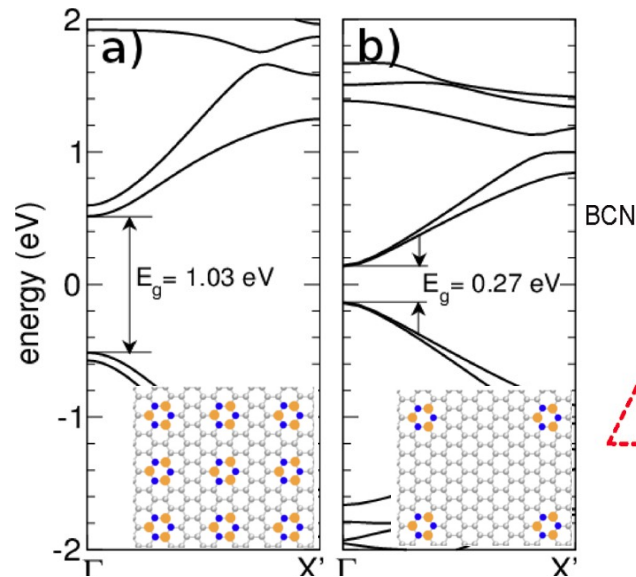 a)
b)
energy (eV)
2
1
0
-1
-2
E_g= 1.03 eV
E_g= 0.27 eV
BCN
Γ
X'
Γ
X'